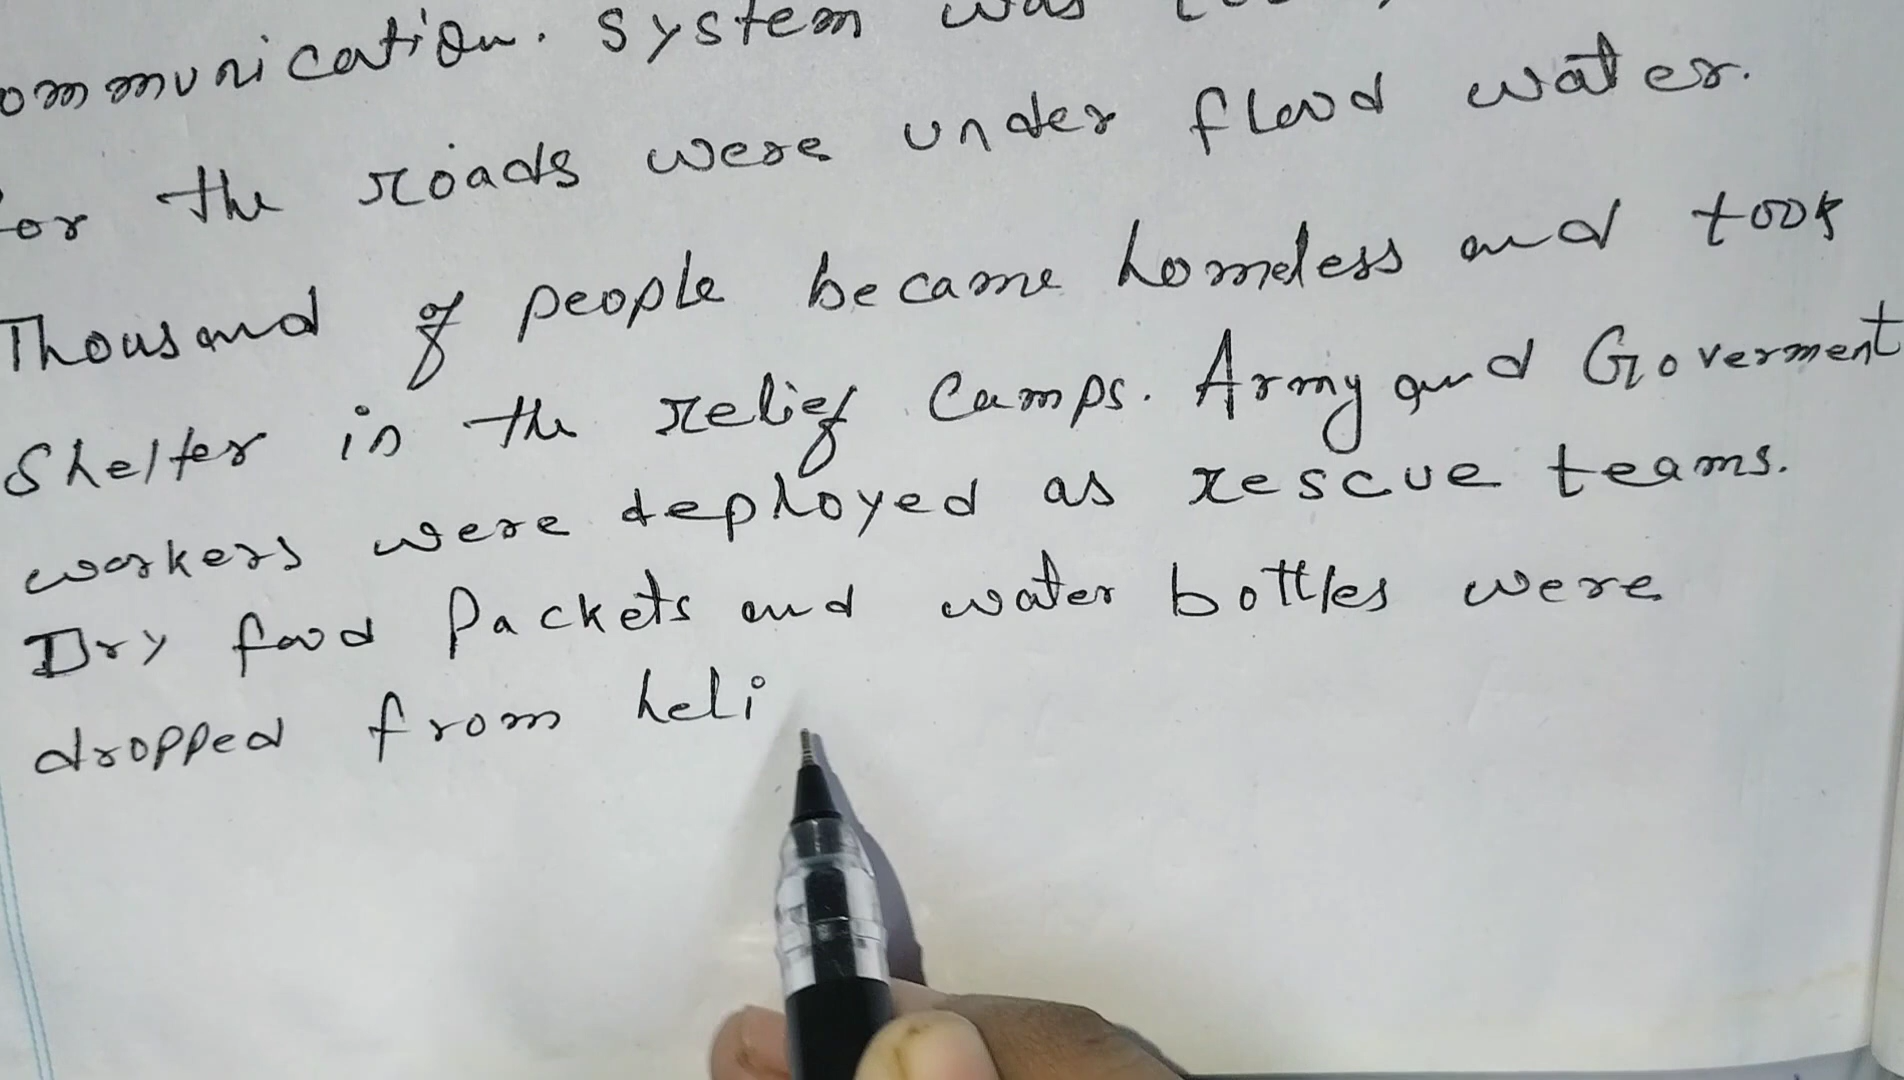 ommunication. System was
for the roads were under flood water.
Thousand of people became homeless and took
Shelter in the relief Camps. Army and Goverment
workers were deployed as rescue teams.
Dry food Packets and water bottles were
dropped from heli